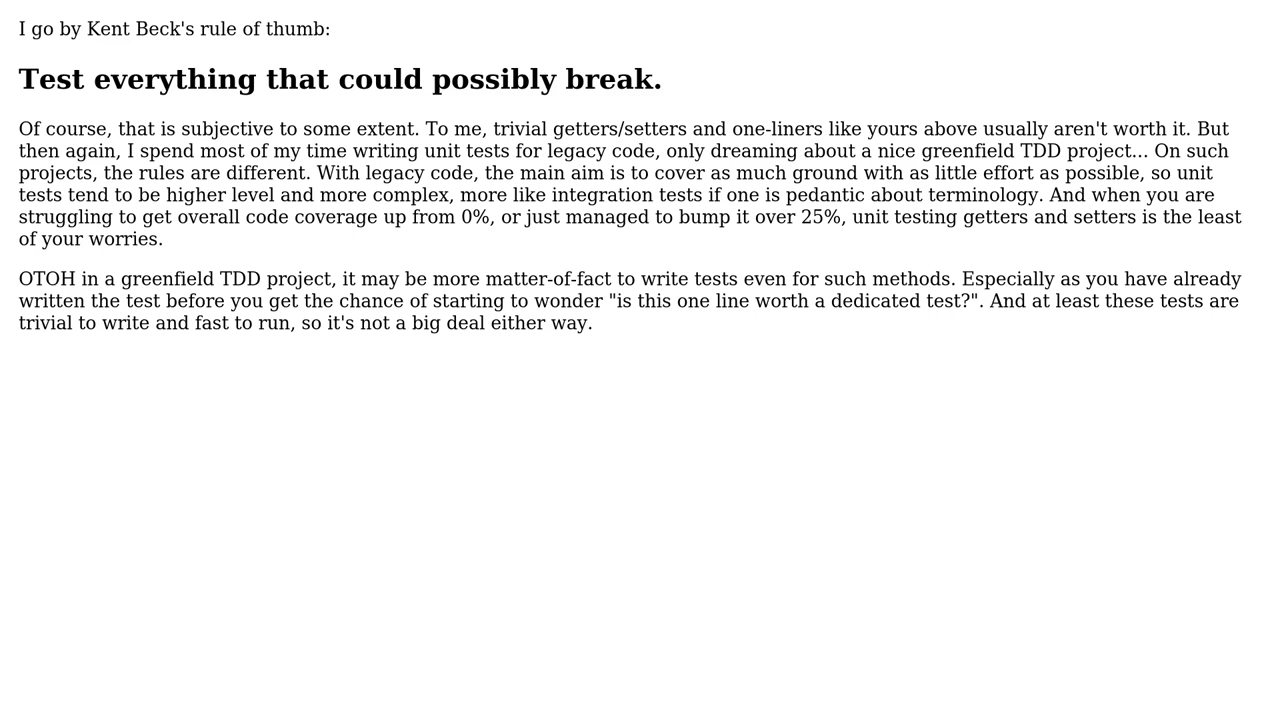 I go by Kent Beck's rule of thumb:
Test everything that could possibly break.
Of course, that is subjective to some extent. To me, trivial getters/setters and one-liners like yours above usually aren't worth it. But
then again, I spend most of my time writing unit tests for legacy code, only dreaming about a nice greenfield TDD project... On such
projects, the rules are different. With legacy code, the main aim is to cover as much ground with as little effort as possible, so unit
tests tend to be higher level and more complex, more like integration tests if one is pedantic about terminology. And when you are
struggling to get overall code coverage up from 0%, or just managed to bump it over 25%, unit testing getters and setters is the least
of your worries.
OTOH in a greenfield TDD project, it may be more matter-of-fact to write tests even for such methods. Especially as you have already
written the test before you get the chance of starting to wonder "is this one line worth a dedicated test?". And at least these tests are
trivial to write and fast to run, so it's not a big deal either way.